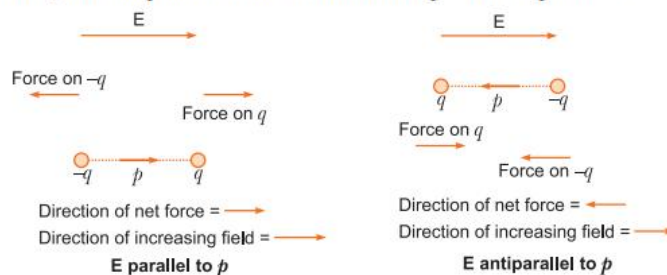 E
Force on –q
Force on q
–q p q
Direction of net force =
Direction of increasing field =
E parallel to p
E
q p –q
Force on q
Force on –q
Direction of net force =
Direction of increasing field =
E antiparallel to p